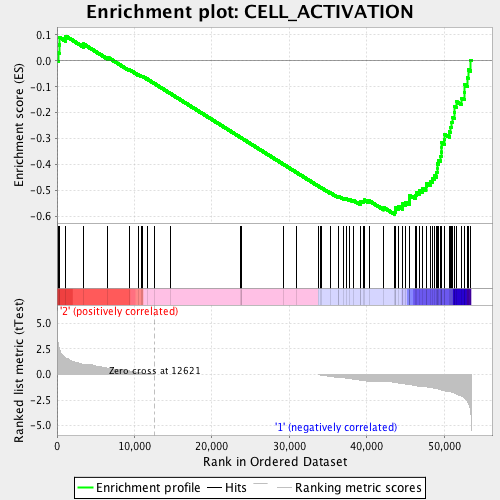 Enrichment plot: CELL_ACTIVATION
Enrichment score (ES)
0.1
0.0
-0.1
-0.2
-0.3
-0.4
-0.5
-0.6
'2' (positively correlated)
Ranked list metric (tTest)
5.0
2.5
0.0
-2.5
-5.0
Zero cross at 12621
'1' (negatively correlated)
0
10,000
20,000
30,000
40,000
50,000
Rank in Ordered Dataset
Enrichment profile
Hits
Ranking metric scores